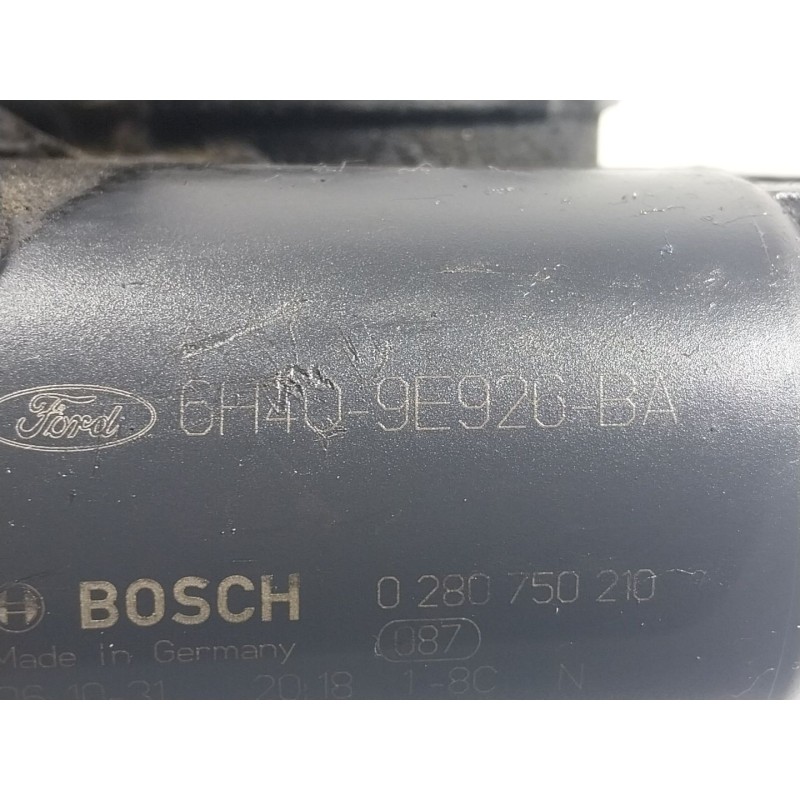 Ford 6H4Q-9E926-BA
BOSCH 0 280 750 210
Made in Germany 087
06-10-31 20:18 1-8C N